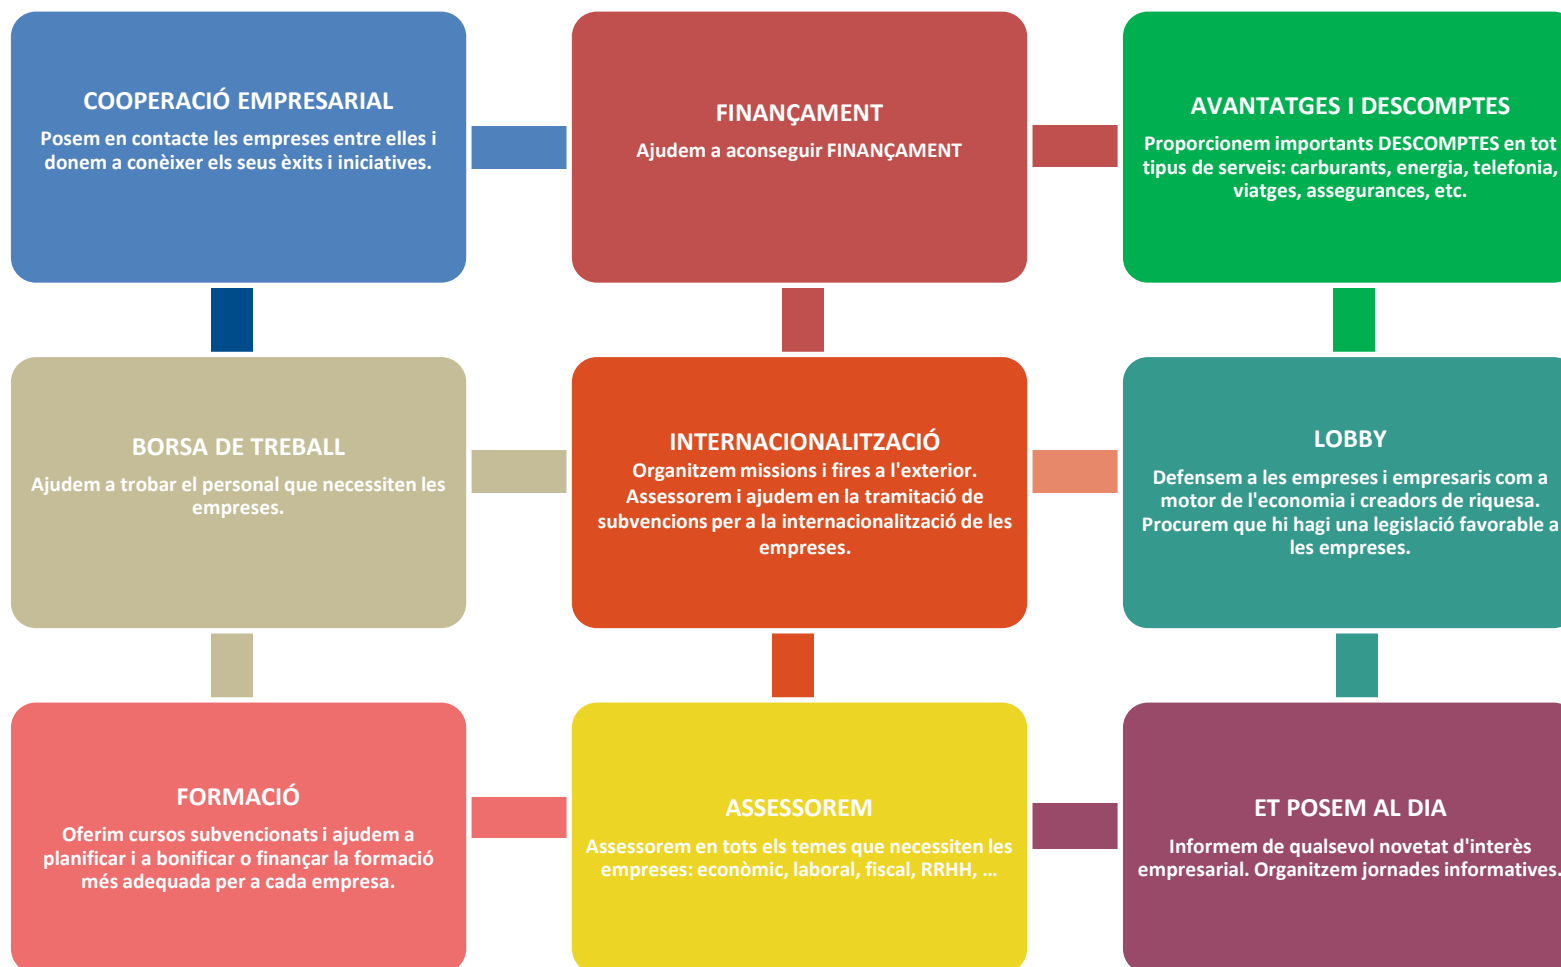 COOPERACIÓ EMPRESARIAL
Posem en contacte les empreses entre elles i
donem a conèixer els seus èxits i iniciatives.
FINANÇAMENT
Ajudem a aconseguir FINANÇAMENT
AVANTATGES I DESCOMPTES
Proporcionem importants DESCOMPTES en tot
tipus de serveis: carburants, energia, telefonia,
viatges, assegurances, etc.
BORSA DE TREBALL
Ajudem a trobar el personal que necessiten les
empreses.
INTERNACIONALITZACIÓ
Organitzem missions i fires a l'exterior.
Assessorem i ajudem en la tramitació de
subvencions per a la internacionalització de les
empreses.
LOBBY
Defensem a les empreses i empresaris com a
motor de l'economia i creadors de riquesa.
Procurem que hi hagi una legislació favorable a
les empreses.
FORMACIÓ
Oferim cursos subvencionats i ajudem a
planificar i a bonificar o finançar la formació
més adequada per a cada empresa.
ASSESSOREM
Assessorem en tots els temes que necessiten les
empreses: econòmic, laboral, fiscal, RRHH, ...
ET POSEM AL DIA
Informem de qualsevol novetat d'interès
empresarial. Organitzem jornades informatives.